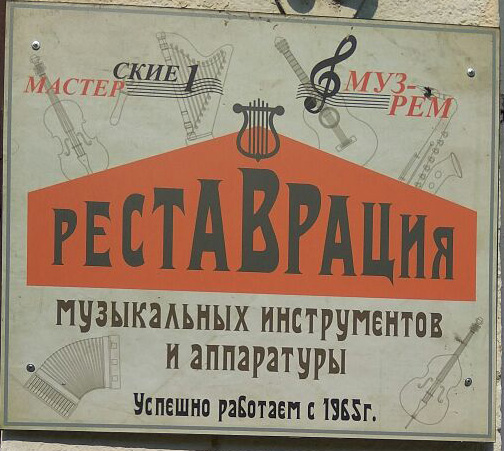 МАСТЕРСКИЕ 1
МУЗ-
РЕМ
РЕСТАВРАЦИЯ
МУЗЫКАЛЬНЫХ ИНСТРУМЕНТОВ
И АППАРАТУРЫ
Успешно работаем с 1965г.